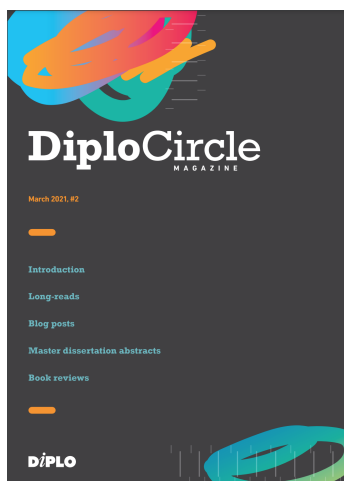 DiploCircle
MAGAZINE
March 2021, #2
Introduction
Long-reads
Blog posts
Master dissertation abstracts
Book reviews
DiPLO